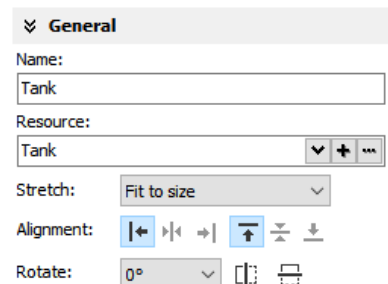 General
Name:
Tank
Resource:
Tank
Stretch: Fit to size
Alignment:
Rotate: 0°